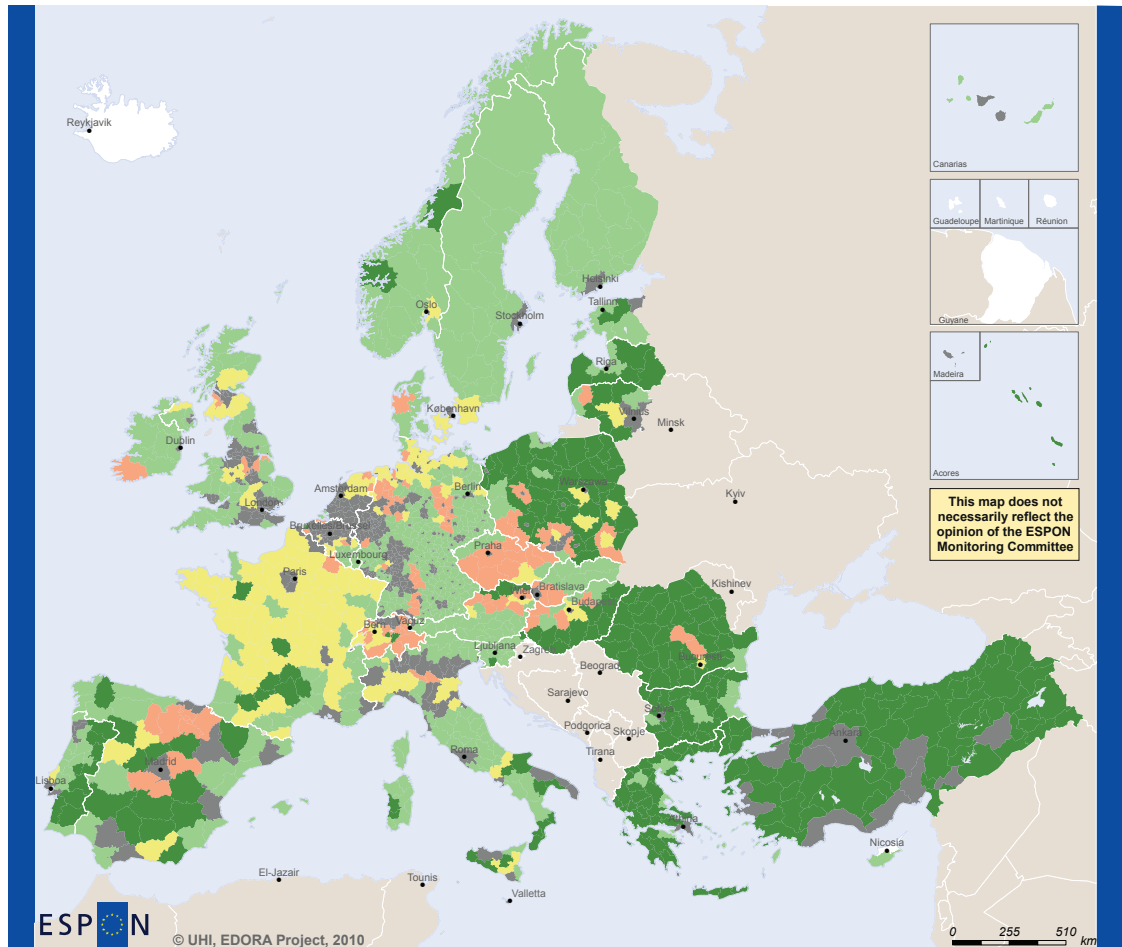 Reykjavik
Canarias
Guadeloupe
Martinique
Réunion
Guyane
Madeira
Acores
Helsinki
Oslo
Tallinn
Stockholm
Riga
København
Vilnius
Minsk
Dublin
Amsterdam
Berlin
Warszawa
London
Kyiv
Bruxelles/Brussel
Luxembourg
Praha
Paris
Kishinev
Bratislava
Wien
Budapest
Bern
Vaduz
Ljubljana
Zagreb
Beograd
Bucuresti
Sarajevo
Sofiya
Podgorica
Skopje
Ankara
Roma
Tirana
Madrid
Lisboa
Athina
Nicosia
El-Jazair
Tounis
Valletta
This map does not
necessarily reflect the
opinion of the ESPON
Monitoring Committee
ESPON
© UHI, EDORA Project, 2010
0 255 510
km